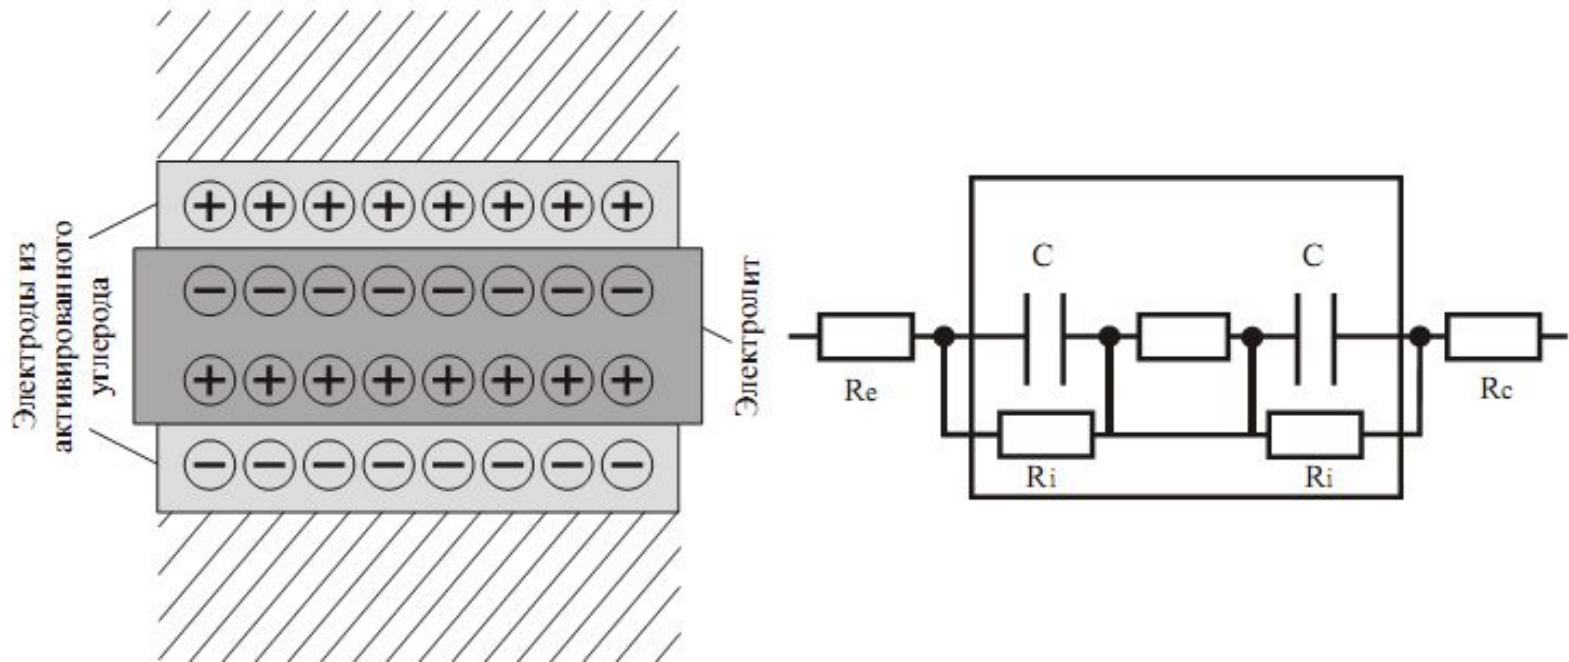 Электроды из
активированного
углерода
Электролит
C
C
Re
Rc
Ri
Ri